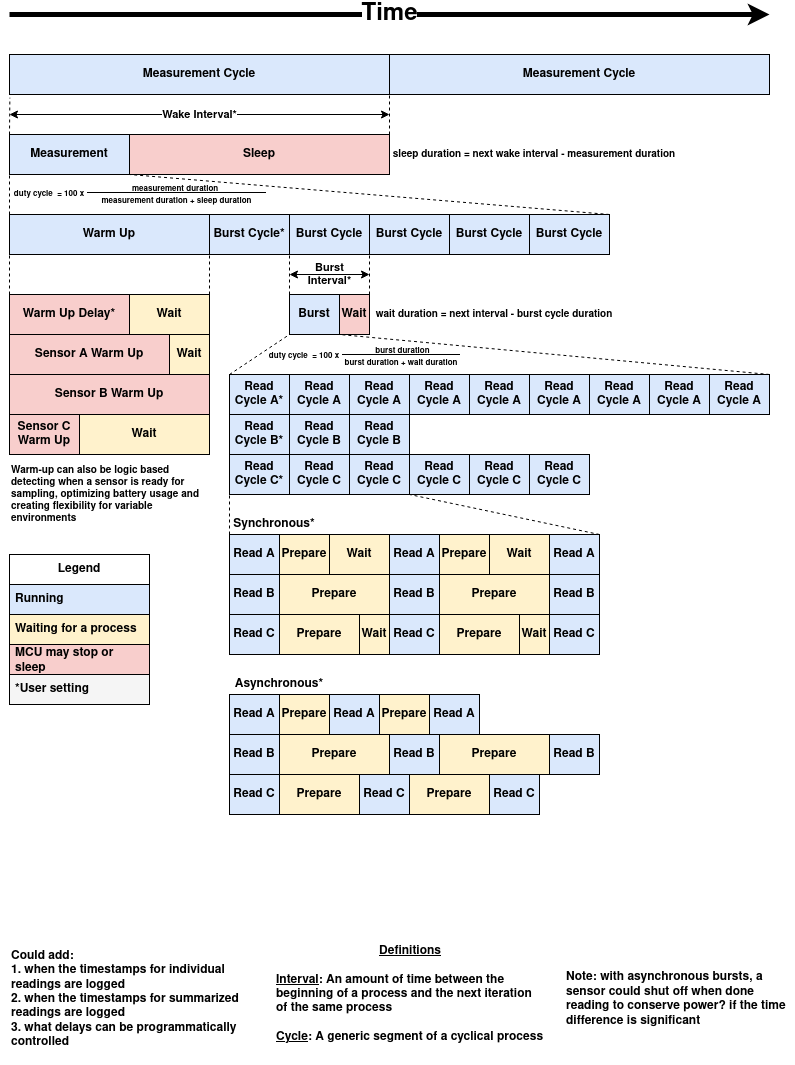 Time
Measurement Cycle Measurement Cycle
Wake Interval*
Measurement Sleep sleep duration = next wake interval - measurement duration
duty cycle = 100 x measurement duration
measurement duration + sleep duration
Warm Up Burst Cycle* Burst Cycle Burst Cycle Burst Cycle Burst Cycle
Burst
Interval*
Warm Up Delay* Wait Burst Wait wait duration = next interval - burst cycle duration
Sensor A Warm Up Wait
duty cycle = 100 x burst duration
burst duration + wait duration
Sensor B Warm Up
Read Read Read Read Read Read Read Read Read
Cycle A* Cycle A Cycle A Cycle A Cycle A Cycle A Cycle A Cycle A Cycle A
Sensor C Wait
Warm Up
Read Read Read
Cycle B* Cycle B Cycle B
Read Read Read Read Read Read
Cycle C* Cycle C Cycle C Cycle C Cycle C Cycle C
Warm-up can also be logic based
detecting when a sensor is ready for
sampling, optimizing battery usage and
creating flexibility for variable
environments
Synchronous*
Read A Prepare Wait Read A Prepare Wait Read A
Read B Prepare Read B Prepare Read B
Read C Prepare Wait Read C Prepare Wait Read C
Legend
Running
Waiting for a process
MCU may stop or
sleep
*User setting
Asynchronous*
Read A Prepare Read A Prepare Read A
Read B Prepare Read B Prepare Read B
Read C Prepare Read C Prepare Read C
Could add:
1. when the timestamps for individual
readings are logged
2. when the timestamps for summarized
readings are logged
3. what delays can be programmatically
controlled
Definitions
Interval: An amount of time between the
beginning of a process and the next iteration
of the same process
Cycle: A generic segment of a cyclical process
Note: with asynchronous bursts, a
sensor could shut off when done
reading to conserve power? if the time
difference is significant